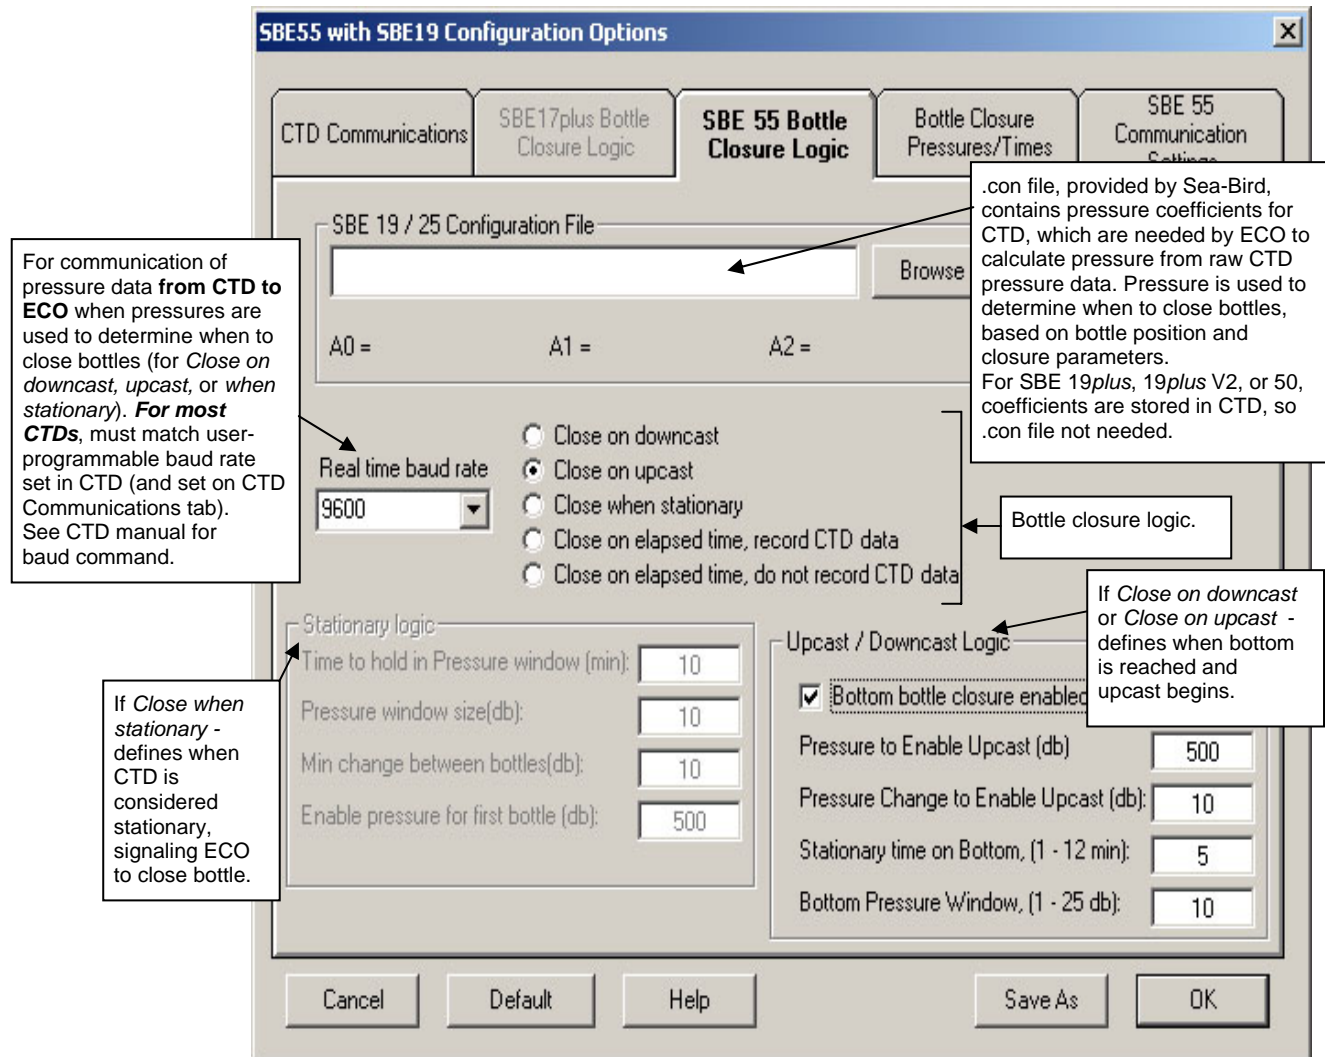 SBE55 with SBE19 Configuration Options
CTD Communications
SBE17plus Bottle
Closure Logic
SBE 55 Bottle
Closure Logic
Bottle Closure
Pressures/Times
SBE 55
Communication
Settings
.con file, provided by Sea-Bird,
contains pressure coefficients for
CTD, which are needed by ECO to
calculate pressure from raw CTD
pressure data. Pressure is used to
determine when to close bottles,
based on bottle position and
closure parameters.
For SBE 19plus, 19plus V2, or 50,
coefficients are stored in CTD, so
.con file not needed.
SBE 19 / 25 Configuration File
Browse
A0 =
A1 =
A2 =
For communication of
pressure data from CTD to
ECO when pressures are
used to determine when to
close bottles (for Close on
downcast, upcast, or when
stationary). For most
CTDs, must match user-
programmable baud rate
set in CTD (and set on CTD
Communications tab).
See CTD manual for
baud command.
Real time baud rate
9600
Close on downcast
Close on upcast
Close when stationary
Close on elapsed time, record CTD data
Close on elapsed time, do not record CTD data
Bottle closure logic.
If Close on downcast
or Close on upcast -
defines when bottom
is reached and
upcast begins.
Stationary logic
Time to hold in Pressure window (min): 10
Pressure window size(db): 10
Min change between bottles(db): 10
Enable pressure for first bottle (db): 500
If Close when
stationary -
defines when
CTD is
considered
stationary,
signaling ECO
to close bottle.
Upcast / Downcast Logic
Bottom bottle closure enabled
Pressure to Enable Upcast (db) 500
Pressure Change to Enable Upcast (db): 10
Stationary time on Bottom, (1 - 12 min): 5
Bottom Pressure Window, (1 - 25 db): 10
Cancel
Default
Help
Save As
OK